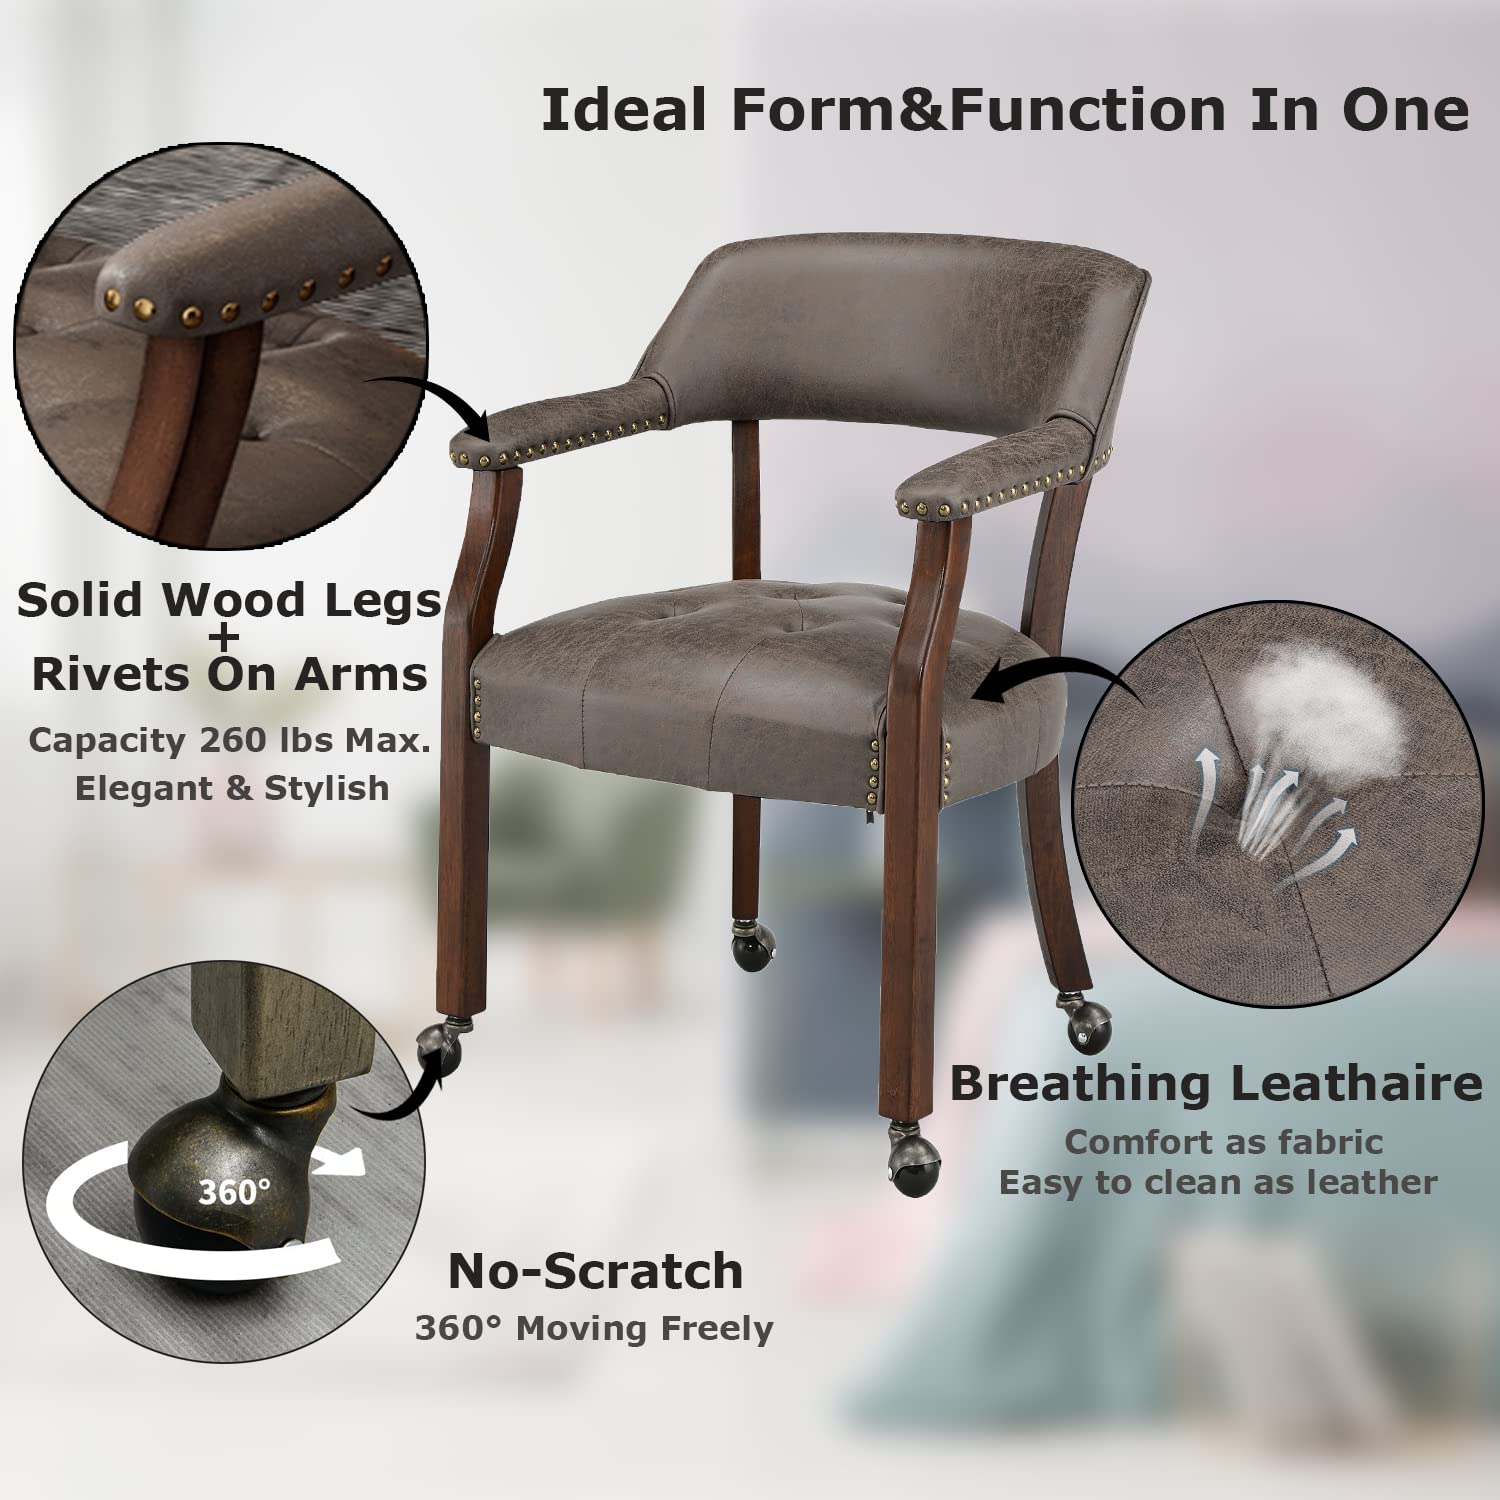 Ideal Form&Function In One
Solid Wood Legs
+
Rivets On Arms
Capacity 260 lbs Max.
Elegant & Stylish
Breathing Leathaire
Comfort as fabric
Easy to clean as leather
360°
No-Scratch
360° Moving Freely